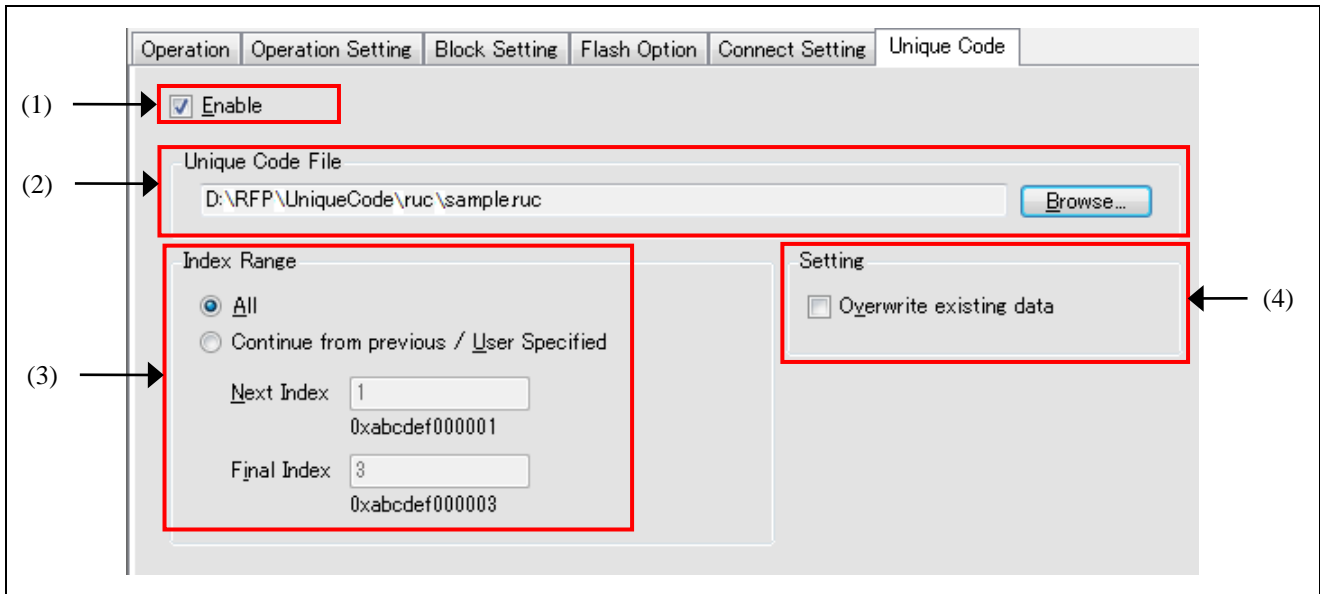 Operation Operation Setting Block Setting Flash Option Connect Setting Unique Code
(1) Enable
Unique Code File
(2) D:\RFP\UniqueCode\ruc\sample.ruc Browse...
Index Range Setting
All Overwrite existing data (4)
Continue from previous / User Specified
(3)
Next Index 1
0xabcdef000001
Final Index 3
0xabcdef000003